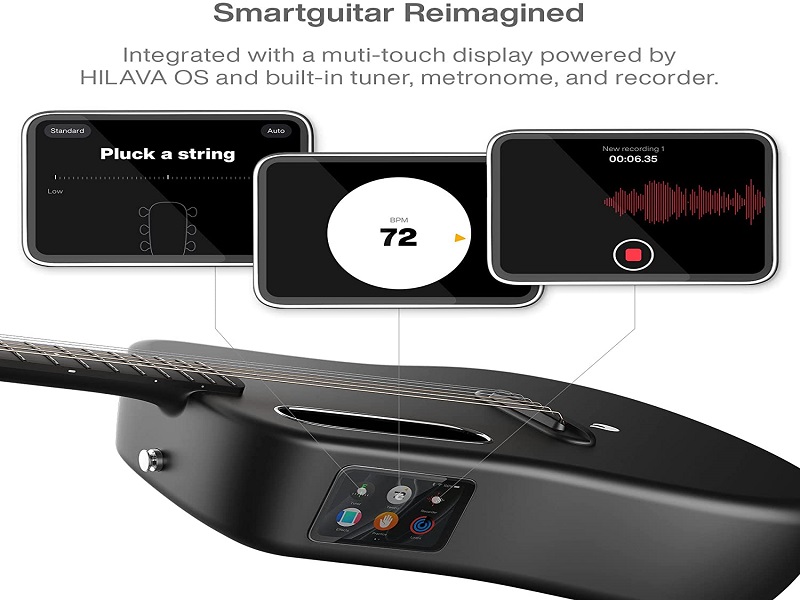 Smartguitar Reimagined
Integrated with a muti-touch display powered by
HILAVA OS and built-in tuner, metronome, and recorder.
Standard
Auto
Pluck a string
Low
BPM
72
New recording 1
00:06.35